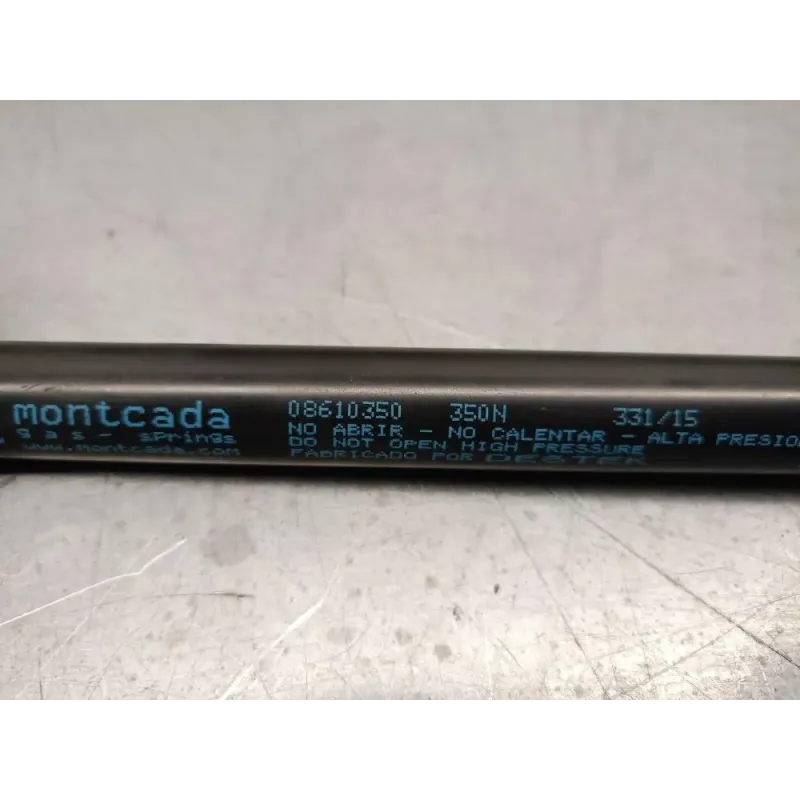 montcada 08610350 350N 331/15
gas-springs NO ABRIR - NO CALENTAR - ALTA PRESION
www.montcada.com DO NOT OPEN HIGH PRESSURE
FABRICADO POR